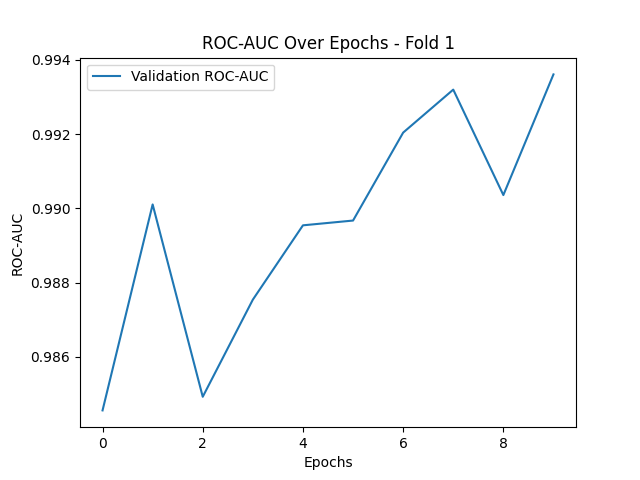 ROC-AUC Over Epochs - Fold 1
Validation ROC-AUC
ROC-AUC
0.994
0.992
0.990
0.988
0.986
0 2 4 6 8
Epochs